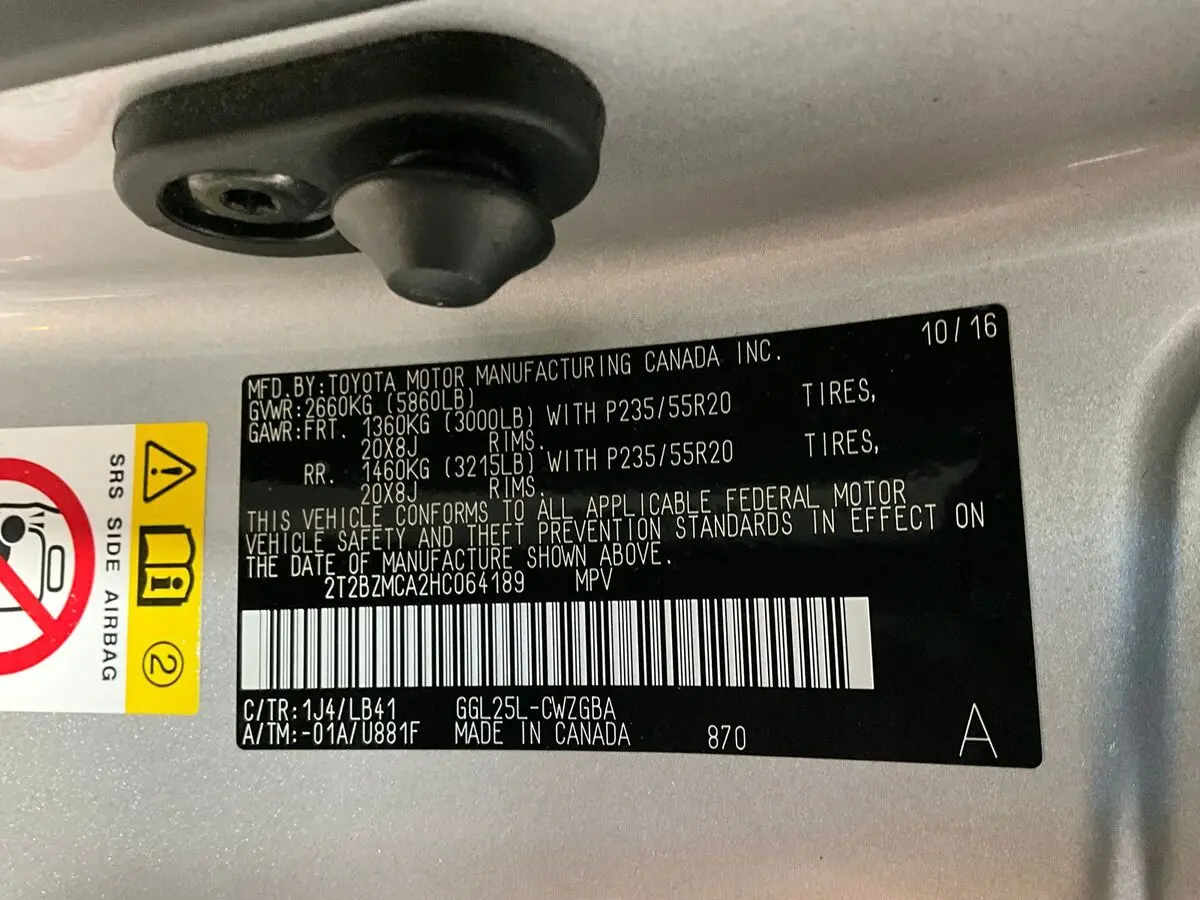 10/16
MFD.BY:TOYOTA MOTOR MANUFACTURING CANADA INC.
GVWR:2660KG (5860LB)
GAWR:FRT. 1360KG (3000LB) WITH P235/55R20 TIRES,
20X8J RIMS.
RR. 1460KG (3215LB) WITH P235/55R20 TIRES,
20X8J RIMS.
THIS VEHICLE CONFORMS TO ALL APPLICABLE FEDERAL MOTOR
VEHICLE SAFETY AND THEFT PREVENTION STANDARDS IN EFFECT ON
THE DATE OF MANUFACTURE SHOWN ABOVE.
2T2BZMCA2HC064189 MPV
C/TR:1J4/LB41 GGL25L-CWZGBA
A/TM:-01A/U881F MADE IN CANADA 870 A
SRS SIDE AIRBAG
2